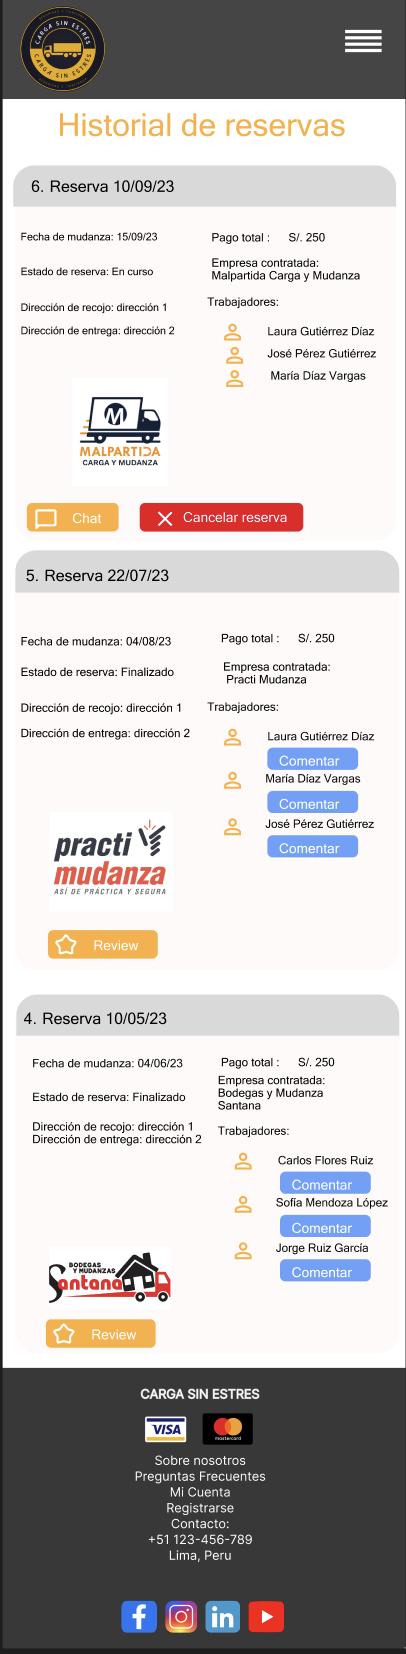 CARGA SIN ESTRÉS
CARGA SIN ESTRÉS
Historial de reservas
6. Reserva 10/09/23
Fecha de mudanza: 15/09/23
Estado de reserva: En curso
Dirección de recojo: dirección 1
Dirección de entrega: dirección 2
Pago total : S/. 250
Empresa contratada:
Malpartida Carga y Mudanza
Trabajadores:
Laura Gutiérrez Díaz
José Pérez Gutiérrez
María Díaz Vargas
M
MALPARTIDA
CARGA Y MUDANZA
Chat
Cancelar reserva
5. Reserva 22/07/23
Fecha de mudanza: 04/08/23
Estado de reserva: Finalizado
Dirección de recojo: dirección 1
Dirección de entrega: dirección 2
Pago total : S/. 250
Empresa contratada:
Practi Mudanza
Trabajadores:
Laura Gutiérrez Díaz
Comentar
María Díaz Vargas
Comentar
José Pérez Gutiérrez
Comentar
practi
mudanza
ASÍ DE PRÁCTICA Y SEGURA
Review
4. Reserva 10/05/23
Fecha de mudanza: 04/06/23
Estado de reserva: Finalizado
Dirección de recojo: dirección 1
Dirección de entrega: dirección 2
Pago total : S/. 250
Empresa contratada:
Bodegas y Mudanza
Santana
Trabajadores:
Carlos Flores Ruiz
Comentar
Sofía Mendoza López
Comentar
Jorge Ruiz García
Comentar
BODEGAS
Y MUDANZAS
Santana
Review
CARGA SIN ESTRES
VISA
mastercard
Sobre nosotros
Preguntas Frecuentes
Mi Cuenta
Registrarse
Contacto:
+51 123-456-789
Lima, Peru